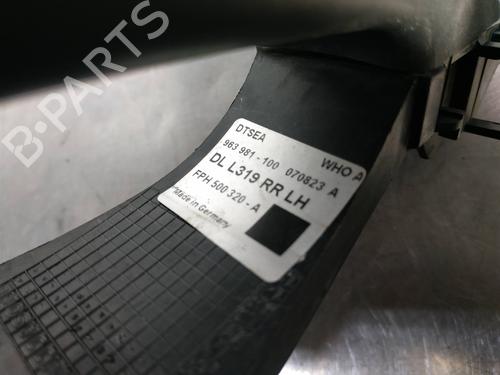 B-PARTS
DTSEA
WHO A
963 981 - 100 070823 A
DL L319 RR LH
FPH 500 320 - A
Made in Germany